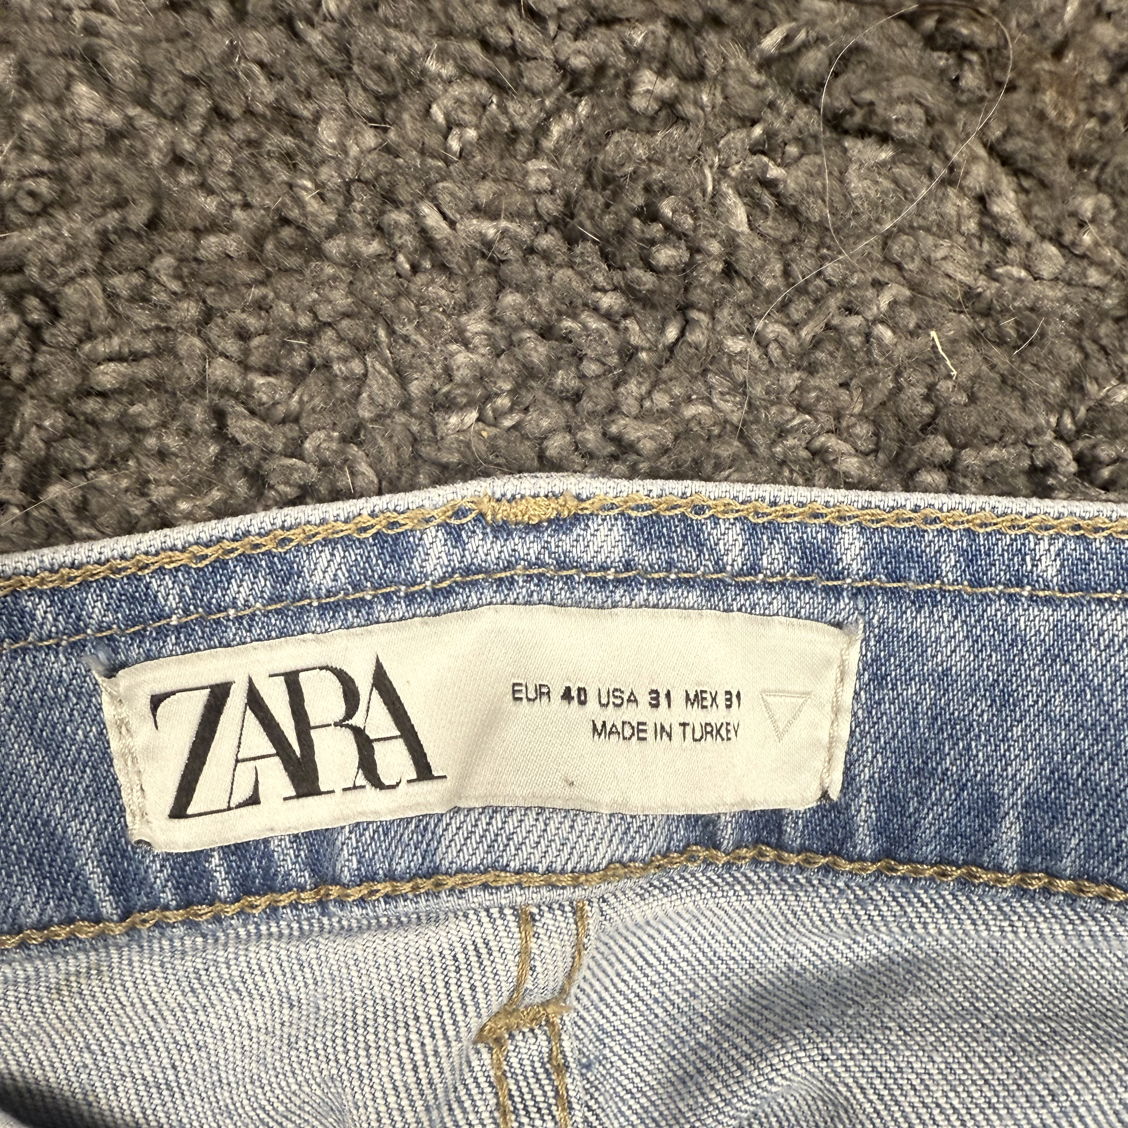 ZARA
EUR 40 USA 31 MEX 31
MADE IN TURKEY